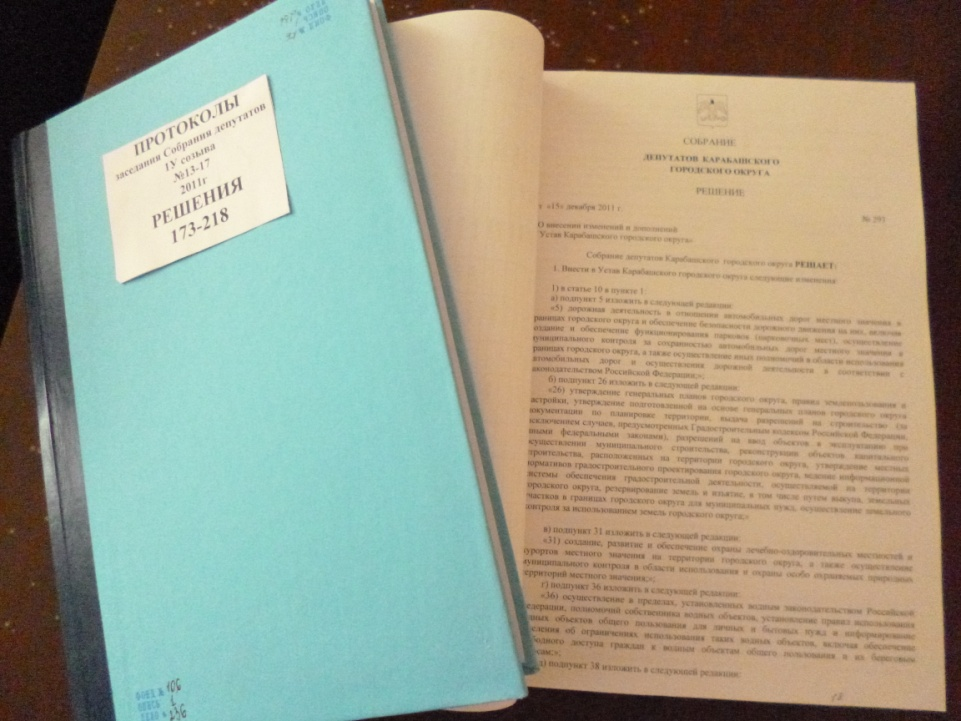 ПРОТОКОЛЫ
заседания Собрания депутатов
1У созыва
№13-17
2011г
РЕШЕНИЯ
173-218
СОБРАНИЕ
ДЕПУТАТОВ КАРАБАШСКОГО
ГОРОДСКОГО ОКРУГА
РЕШЕНИЕ
«15» декабря 2011 г.
О внесении изменений и дополнений
Устав Карабашского городского округа»
Собрание депутатов Карабашского городского округа РЕШАЕТ:
1. Внести в Устав Карабашского городского округа следующие изменения
1) в статье 10 в пункте 1:
а) подпункт 5 изложить в следующей редакции:
«5) дорожная деятельность в отношении автомобильных дорог местного значения в
границах городского округа и обеспечение безопасности дорожного движения на них, включая
создание и обеспечение функционирования парковок (парковочных мест), осуществление
муниципального контроля за сохранностью автомобильных дорог местного значения в
границах городского округа, а также осуществление иных полномочий в области использования
автомобильных дорог и осуществления дорожной деятельности в соответствии с
законодательством Российской Федерации;»;
б) подпункт 26 изложить в следующей редакции:
«26) утверждение генеральных планов городского округа, правил землепользования и
застройки, утверждение подготовленной на основе генеральных планов городского округа
документации по планировке территории, выдача разрешений на строительство (за
исключением случаев, предусмотренных Градостроительным кодексом Российской Федерации,
иными федеральными законами), разрешений на ввод объектов в эксплуатацию при
осуществлении муниципального строительства, реконструкции объектов капитального
строительства, расположенных на территории городского округа, утверждение местных
нормативов градостроительного проектирования городского округа, ведение информационной
системы обеспечения градостроительной деятельности, осуществляемой на территории
городского округа, резервирование земель и изъятие, в том числе путем выкупа, земельных
участков в границах городского округа для муниципальных нужд, осуществление земельного
контроля за использованием земель городского округа;»
в) подпункт 31 изложить в следующей редакции
«31) создание, развитие и обеспечение охраны лечебно-оздоровительных местностей и
курортов местного значения на территории городского округа, а также осуществление
муниципального контроля в области использования и охраны особо охраняемых природных
территорий местного значения;»;
г) подпункт 36 изложить в следующей редакции:
«36) осуществление в пределах, установленных водным законодательством Российской
Федерации, полномочий собственника водных объектов, установление правил использования
водных объектов общего пользования для личных и бытовых нужд и информирование
населения об ограничениях использования таких водных объектов, включая обеспечение
свободного доступа граждан к водным объектам общего пользования и их береговым
полосам;»;
д) подпункт 38 изложить в следующей редакции: